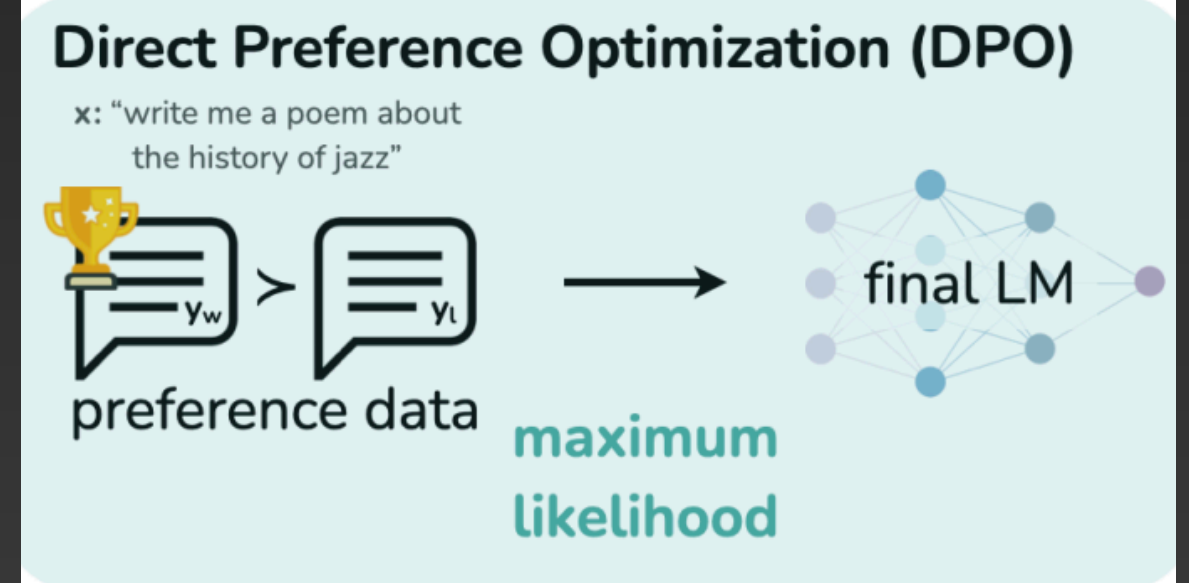 Direct Preference Optimization (DPO)
x: “write me a poem about
the history of jazz”
yw ≻ yl
final LM
preference data
maximum
likelihood